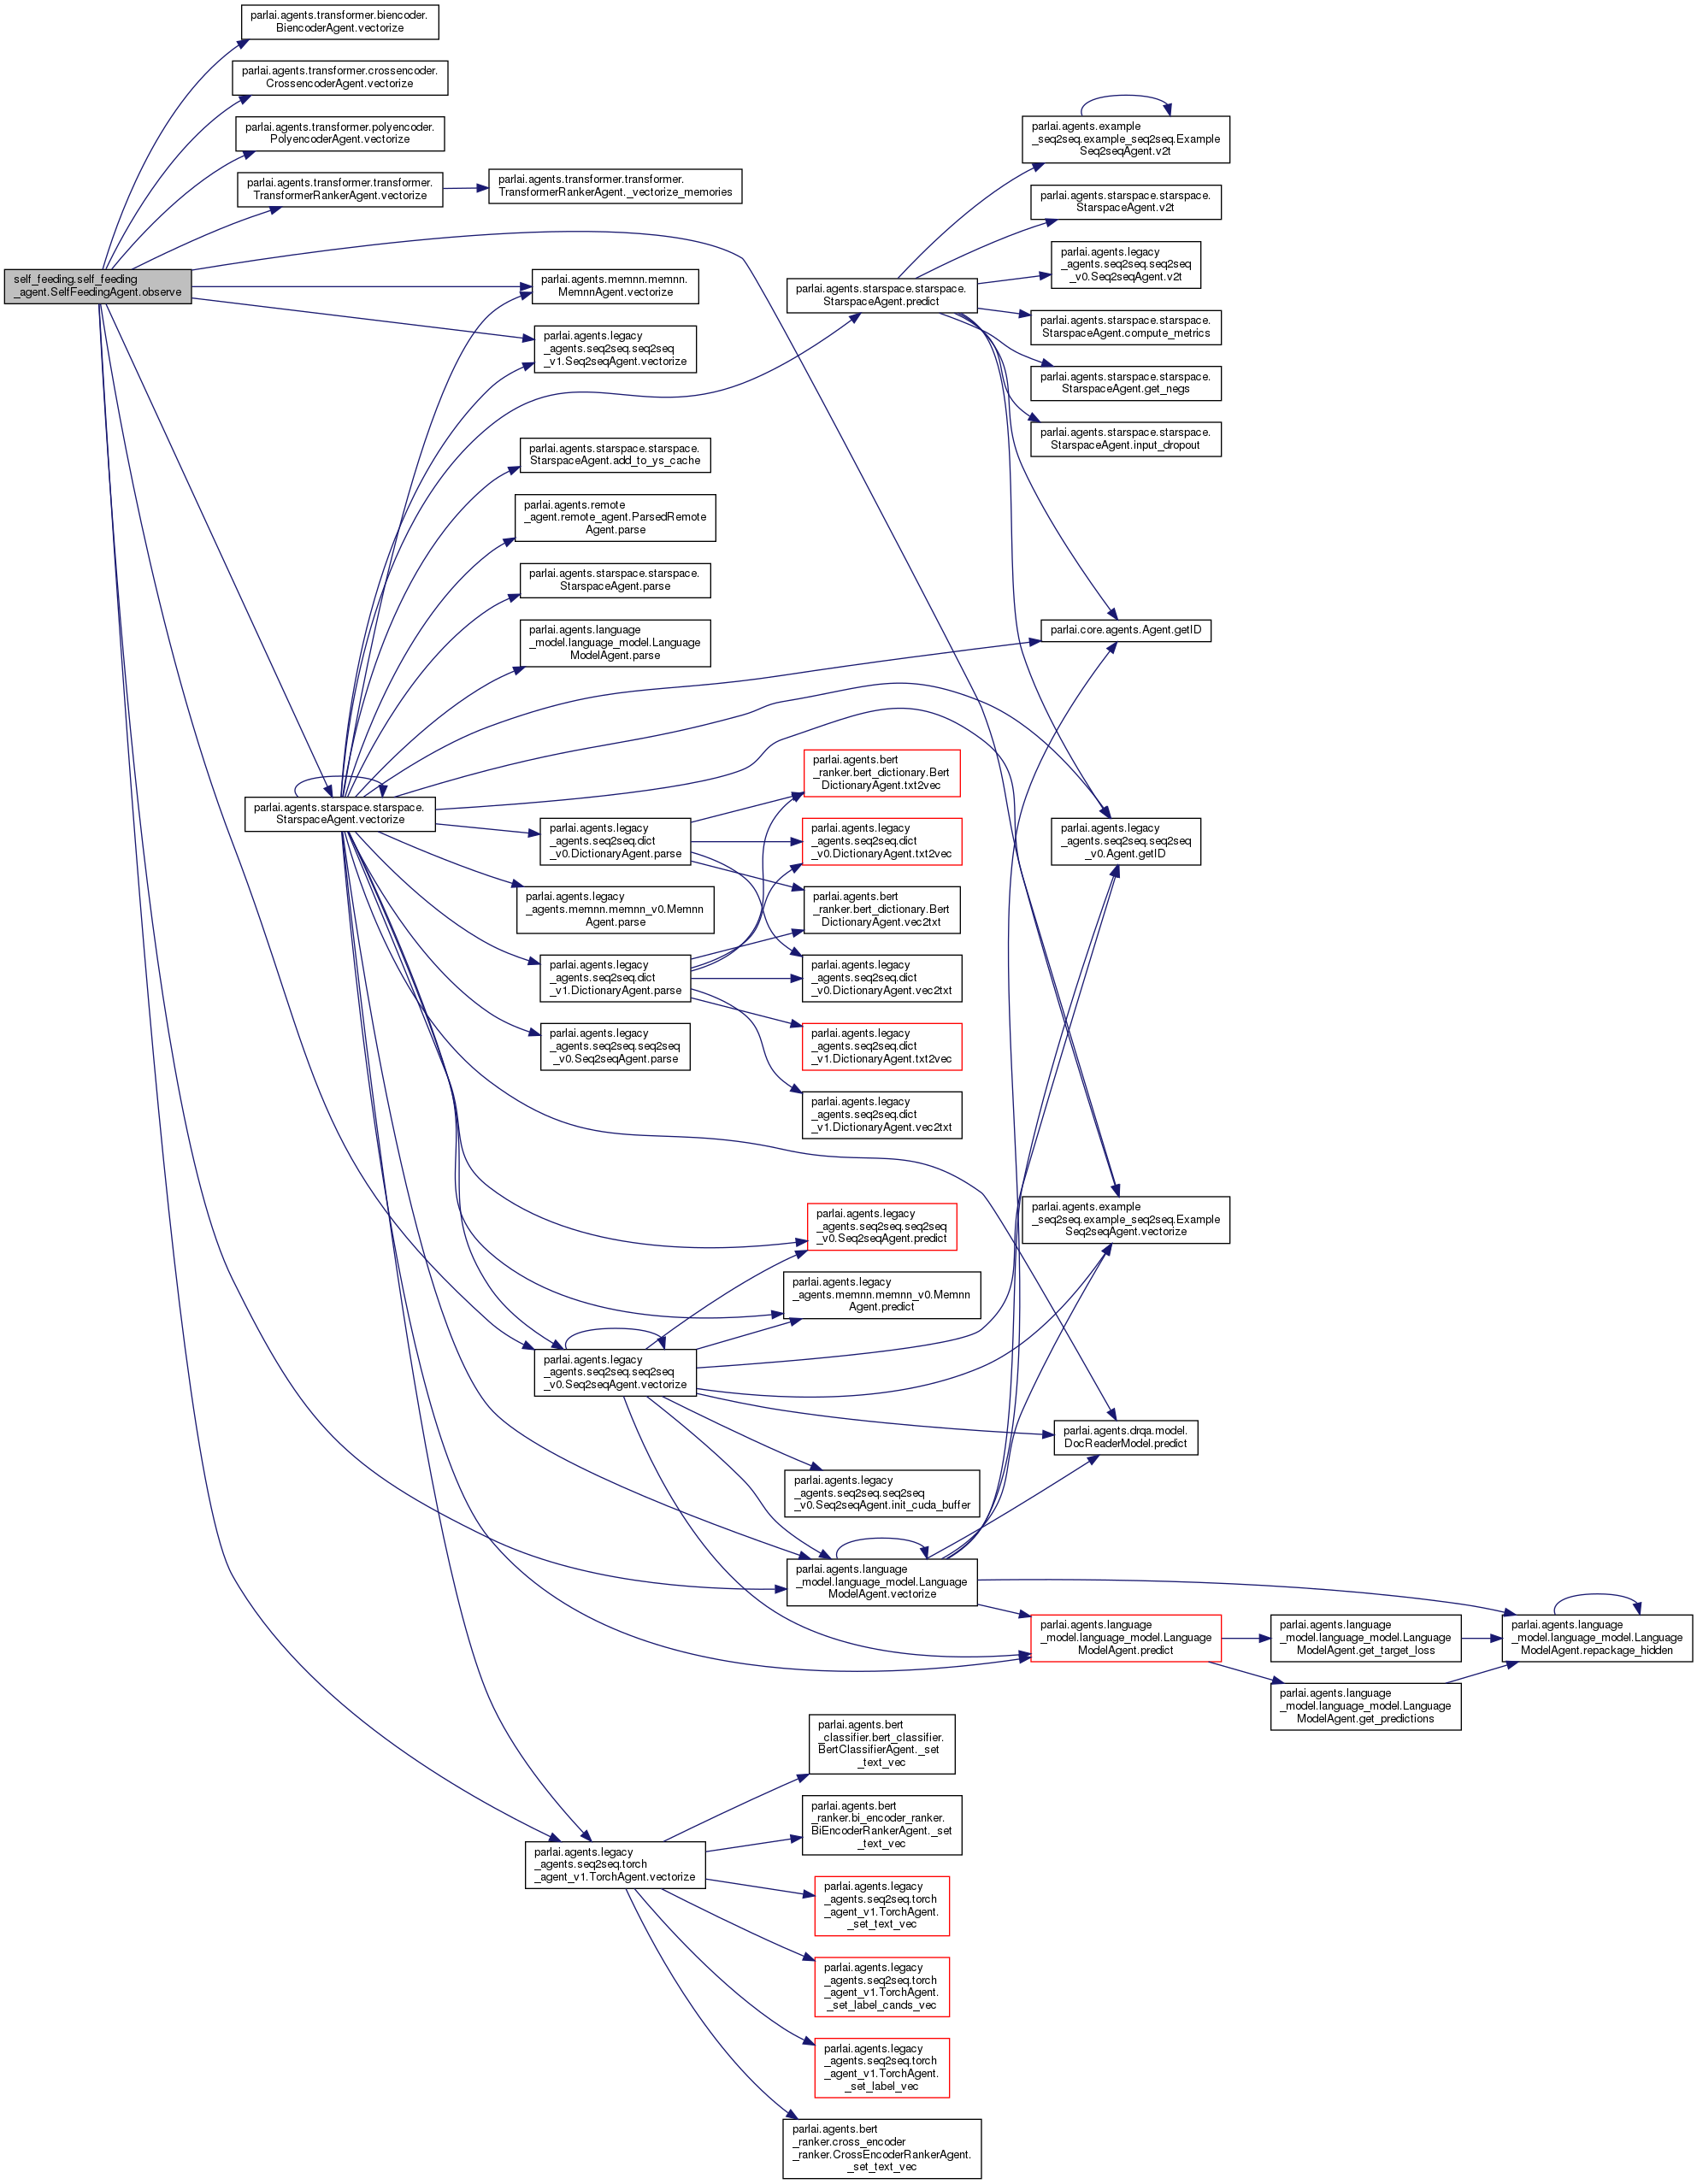 parlai.agents.transformer.biencoder.
BiencoderAgent.vectorize
parlai.agents.transformer.crossencoder.
CrossencoderAgent.vectorize
parlai.agents.transformer.polyencoder.
PolyencoderAgent.vectorize
parlai.agents.transformer.transformer.
TransformerRankerAgent.vectorize
parlai.agents.transformer.transformer.
TransformerRankerAgent._vectorize_memories
self_feeding.self_feeding
_agent.SelfFeedingAgent.observe
parlai.agents.memnn.memnn.
MemnnAgent.vectorize
parlai.agents.legacy
_agents.seq2seq.seq2seq
_v1.Seq2seqAgent.vectorize
parlai.agents.starspace.starspace.
StarspaceAgent.add_to_ys_cache
parlai.agents.remote
_agent.remote_agent.ParsedRemote
Agent.parse
parlai.agents.starspace.starspace.
StarspaceAgent.parse
parlai.agents.language
_model.language_model.Language
ModelAgent.parse
parlai.agents.starspace.starspace.
StarspaceAgent.vectorize
parlai.agents.legacy
_agents.seq2seq.dict
_v0.DictionaryAgent.parse
parlai.agents.legacy
_agents.memnn.memnn_v0.Memnn
Agent.parse
parlai.agents.legacy
_agents.seq2seq.dict
_v1.DictionaryAgent.parse
parlai.agents.legacy
_agents.seq2seq.seq2seq
_v0.Seq2seqAgent.parse
parlai.agents.starspace.starspace.
StarspaceAgent.predict
parlai.agents.example
_seq2seq.example_seq2seq.Example
Seq2seqAgent.v2t
parlai.agents.starspace.starspace.
StarspaceAgent.v2t
parlai.agents.legacy
_agents.seq2seq.seq2seq
_v0.Seq2seqAgent.v2t
parlai.agents.starspace.starspace.
StarspaceAgent.compute_metrics
parlai.agents.starspace.starspace.
StarspaceAgent.get_negs
parlai.agents.starspace.starspace.
StarspaceAgent.input_dropout
parlai.core.agents.Agent.getID
parlai.agents.bert
_ranker.bert_dictionary.Bert
DictionaryAgent.txt2vec
parlai.agents.legacy
_agents.seq2seq.dict
_v0.DictionaryAgent.txt2vec
parlai.agents.bert
_ranker.bert_dictionary.Bert
DictionaryAgent.vec2txt
parlai.agents.legacy
_agents.seq2seq.dict
_v0.DictionaryAgent.vec2txt
parlai.agents.legacy
_agents.seq2seq.dict
_v1.DictionaryAgent.txt2vec
parlai.agents.legacy
_agents.seq2seq.dict
_v1.DictionaryAgent.vec2txt
parlai.agents.legacy
_agents.seq2seq.seq2seq
_v0.Agent.getID
parlai.agents.example
_seq2seq.example_seq2seq.Example
Seq2seqAgent.vectorize
parlai.agents.legacy
_agents.seq2seq.seq2seq
_v0.Seq2seqAgent.predict
parlai.agents.legacy
_agents.memnn.memnn_v0.Memnn
Agent.predict
parlai.agents.legacy
_agents.seq2seq.seq2seq
_v0.Seq2seqAgent.vectorize
parlai.agents.drqa.model.
DocReaderModel.predict
parlai.agents.legacy
_agents.seq2seq.seq2seq
_v0.Seq2seqAgent.init_cuda_buffer
parlai.agents.language
_model.language_model.Language
ModelAgent.vectorize
parlai.agents.language
_model.language_model.Language
ModelAgent.predict
parlai.agents.language
_model.language_model.Language
ModelAgent.get_target_loss
parlai.agents.language
_model.language_model.Language
ModelAgent.repackage_hidden
parlai.agents.language
_model.language_model.Language
ModelAgent.get_predictions
parlai.agents.bert
_classifier.bert_classifier.
BertClassifierAgent._set
_text_vec
parlai.agents.bert
_ranker.bi_encoder_ranker.
BiEncoderRankerAgent._set
_text_vec
parlai.agents.legacy
_agents.seq2seq.torch
_agent_v1.TorchAgent.vectorize
parlai.agents.legacy
_agents.seq2seq.torch
_agent_v1.TorchAgent.
_set_text_vec
parlai.agents.legacy
_agents.seq2seq.torch
_agent_v1.TorchAgent.
_set_label_cands_vec
parlai.agents.legacy
_agents.seq2seq.torch
_agent_v1.TorchAgent.
_set_label_vec
parlai.agents.bert
_ranker.cross_encoder
_ranker.CrossEncoderRankerAgent.
_set_text_vec